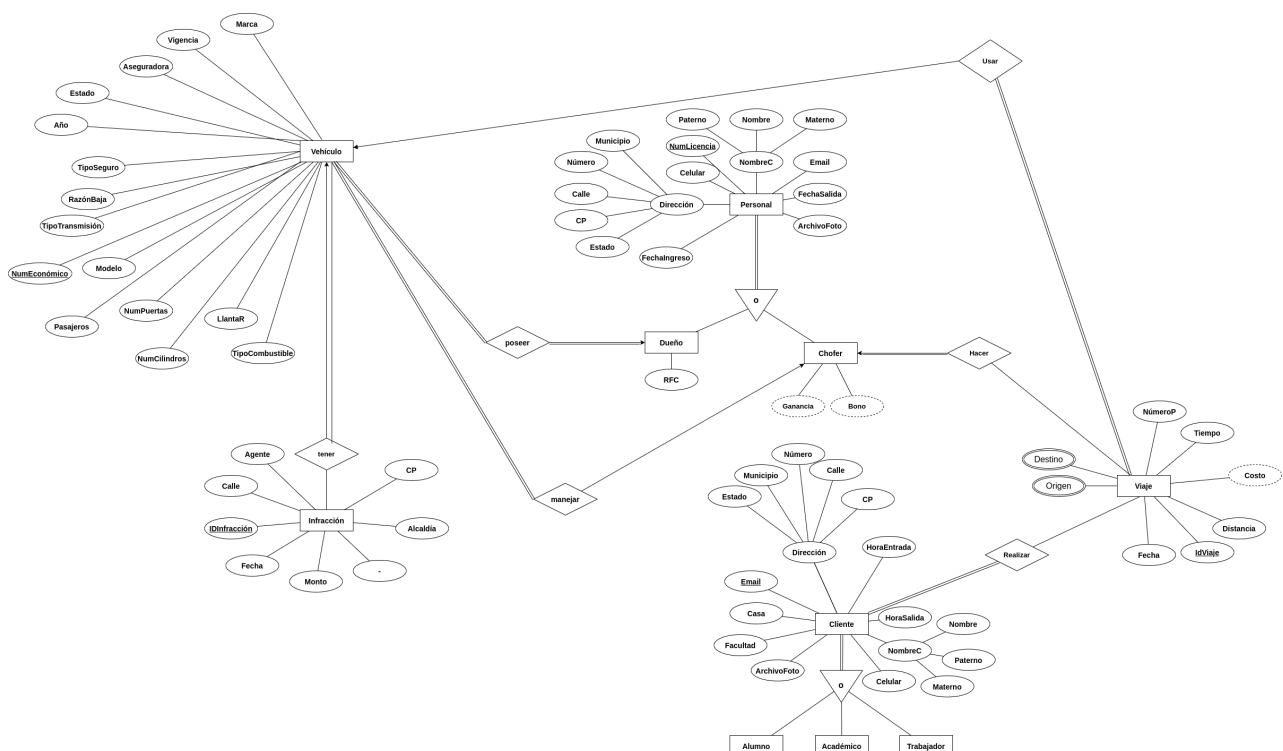 Marca
Vigencia
Aseguradora
Estado
Año
Vehículo
TipoSeguro
RazónBaja
TipoTransmisión
NumEconómico
Modelo
Pasajeros
NumPuertas
LlantaR
NumCilindros
TipoCombustible
Usar
Paterno
Nombre
Materno
Municipio
NumLicencia
NombreC
Email
Número
Celular
Calle
Dirección
Personal
FechaSalida
CP
ArchivoFoto
Estado
FechaIngreso
o
poseer
Dueño
RFC
Chofer
Hacer
Ganancia
Bono
tener
Agente
CP
Calle
IDInfracción
Infracción
Alcaldía
Fecha
Monto
-
manejar
NúmeroP
Tiempo
Destino
Origen
Viaje
Costo
Distancia
Fecha
IdViaje
Realizar
Número
Municipio
Calle
Estado
CP
Dirección
HoraEntrada
Email
Casa
Cliente
HoraSalida
Nombre
Facultad
NombreC
Paterno
ArchivoFoto
Celular
Materno
o
Alumno
Académico
Trabajador